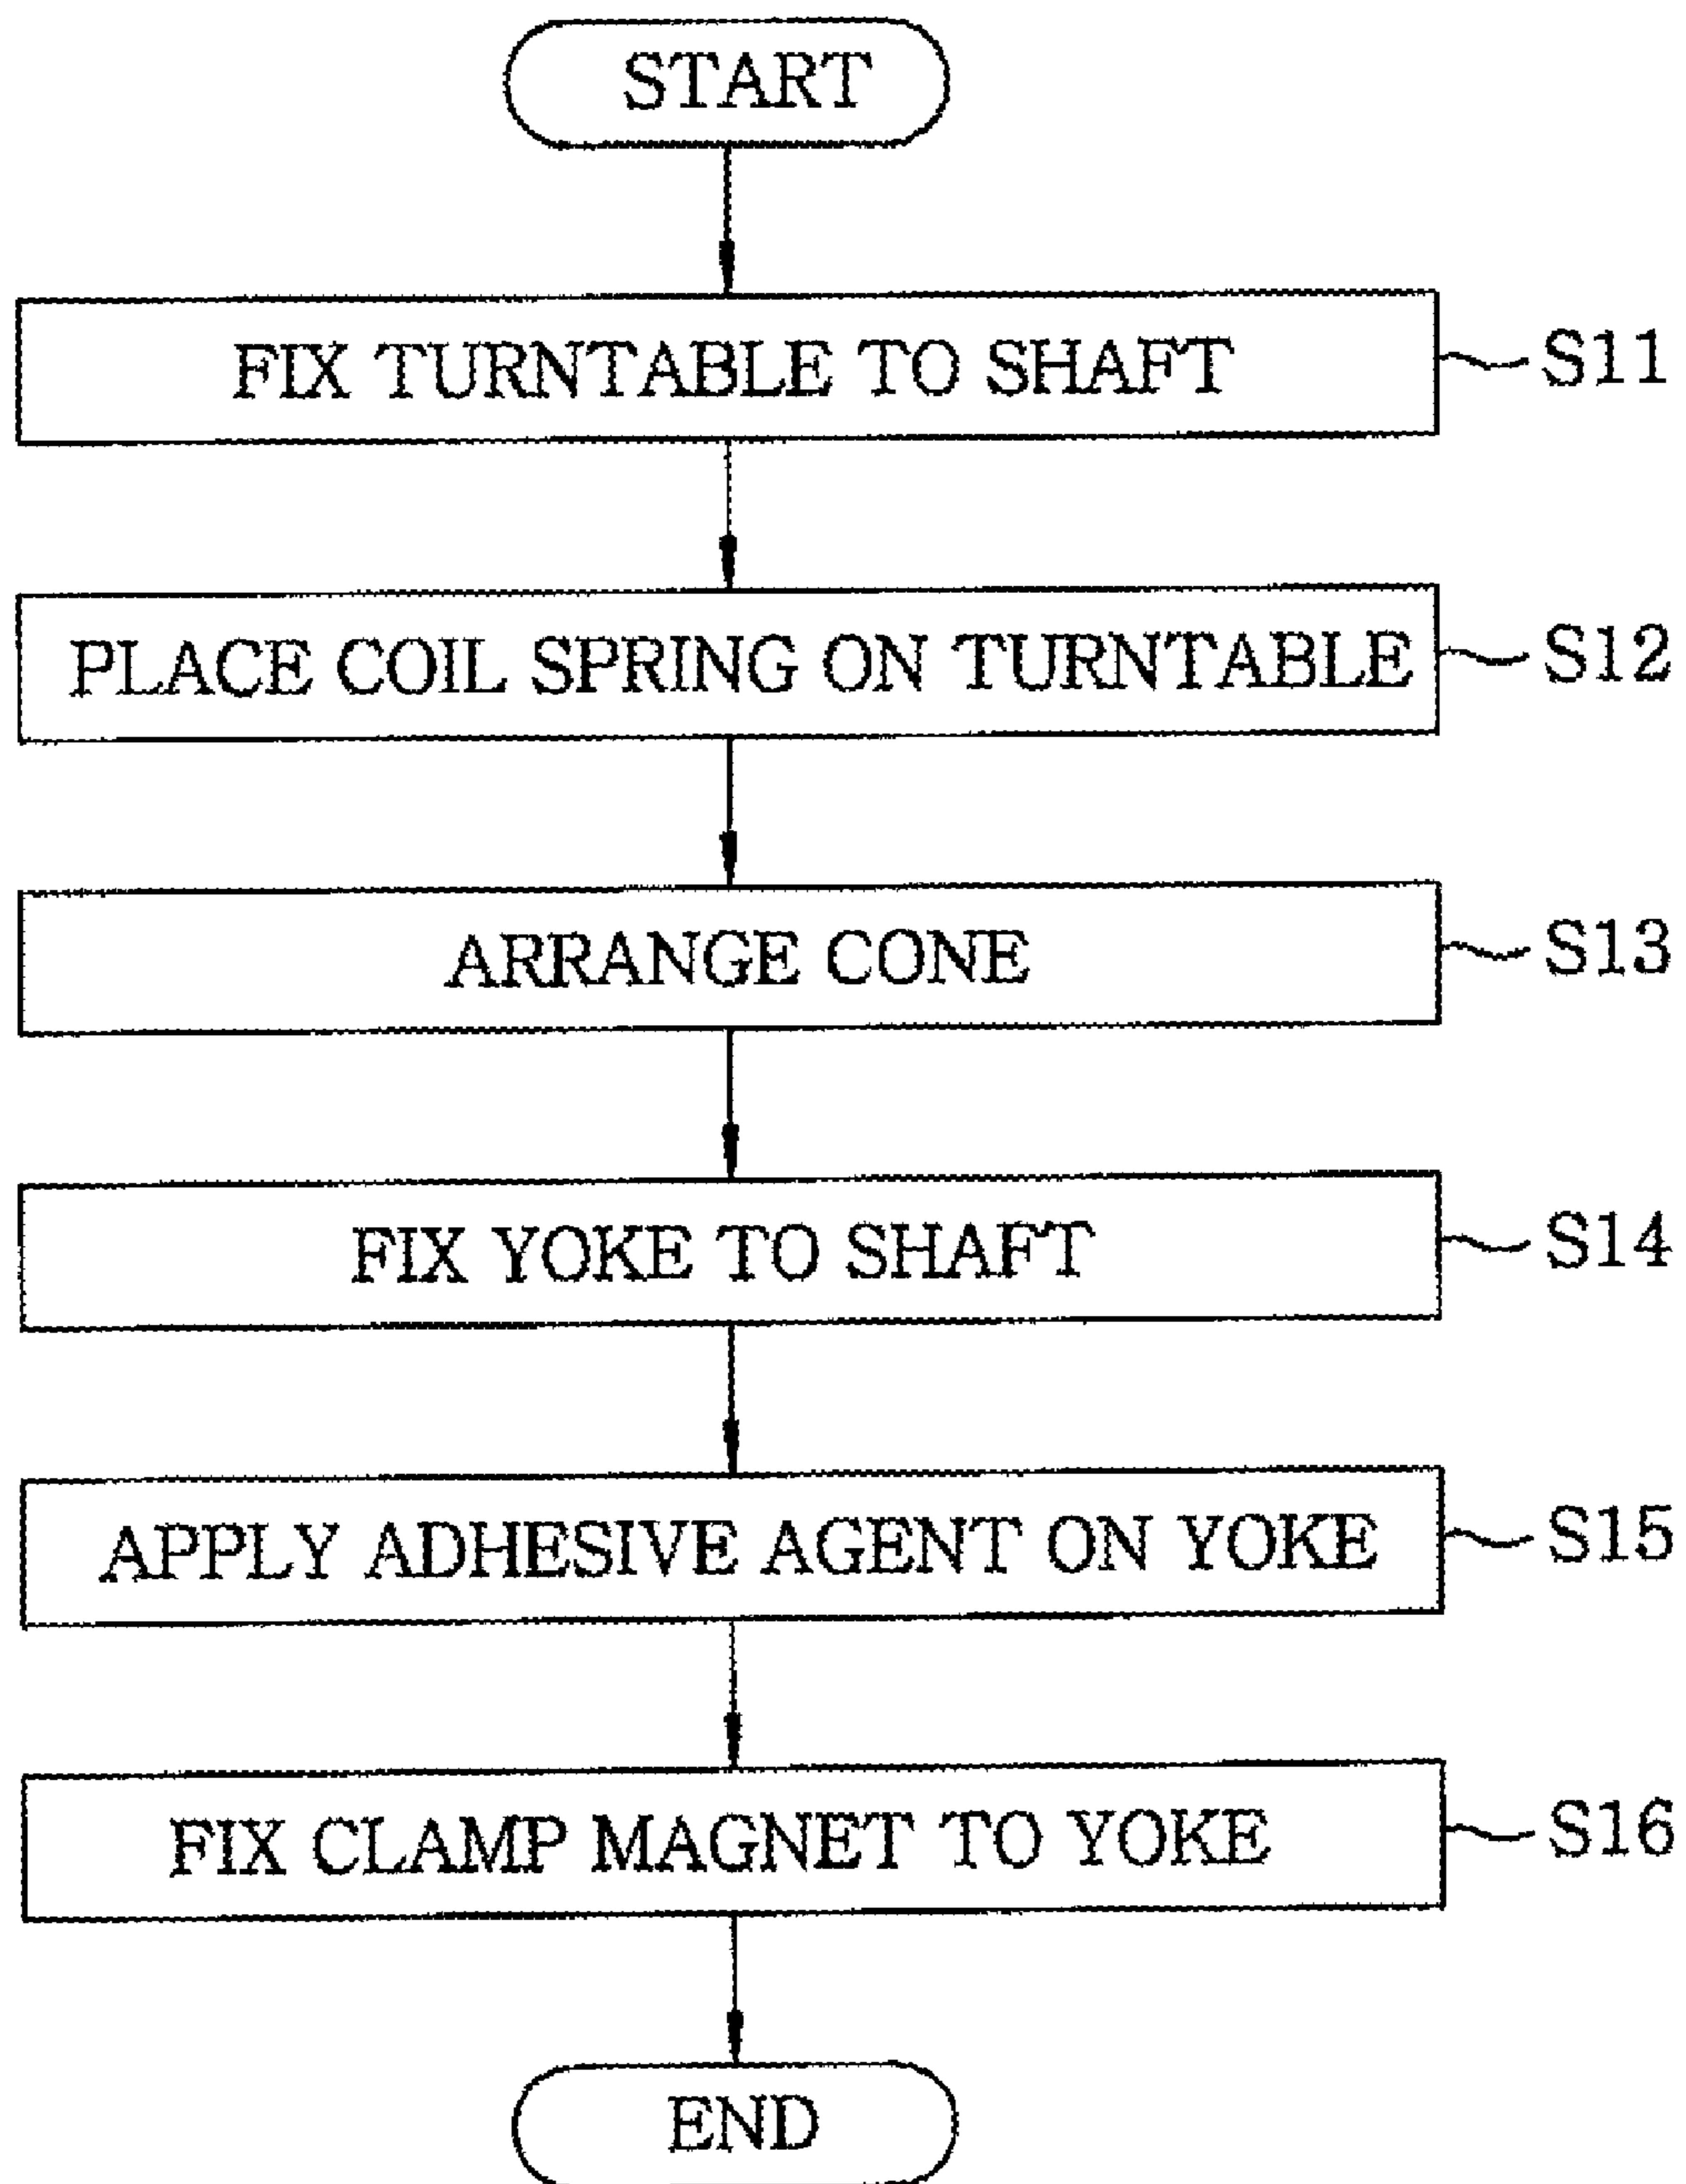 START
FIX TURNTABLE TO SHAFT
S11
PLACE COIL SPRING ON TURNTABLE
S12
ARRANGE CONE
S13
FIX YOKE TO SHAFT
S14
APPLY ADHESIVE AGENT ON YOKE
S15
FIX CLAMP MAGNET TO YOKE
S16
END